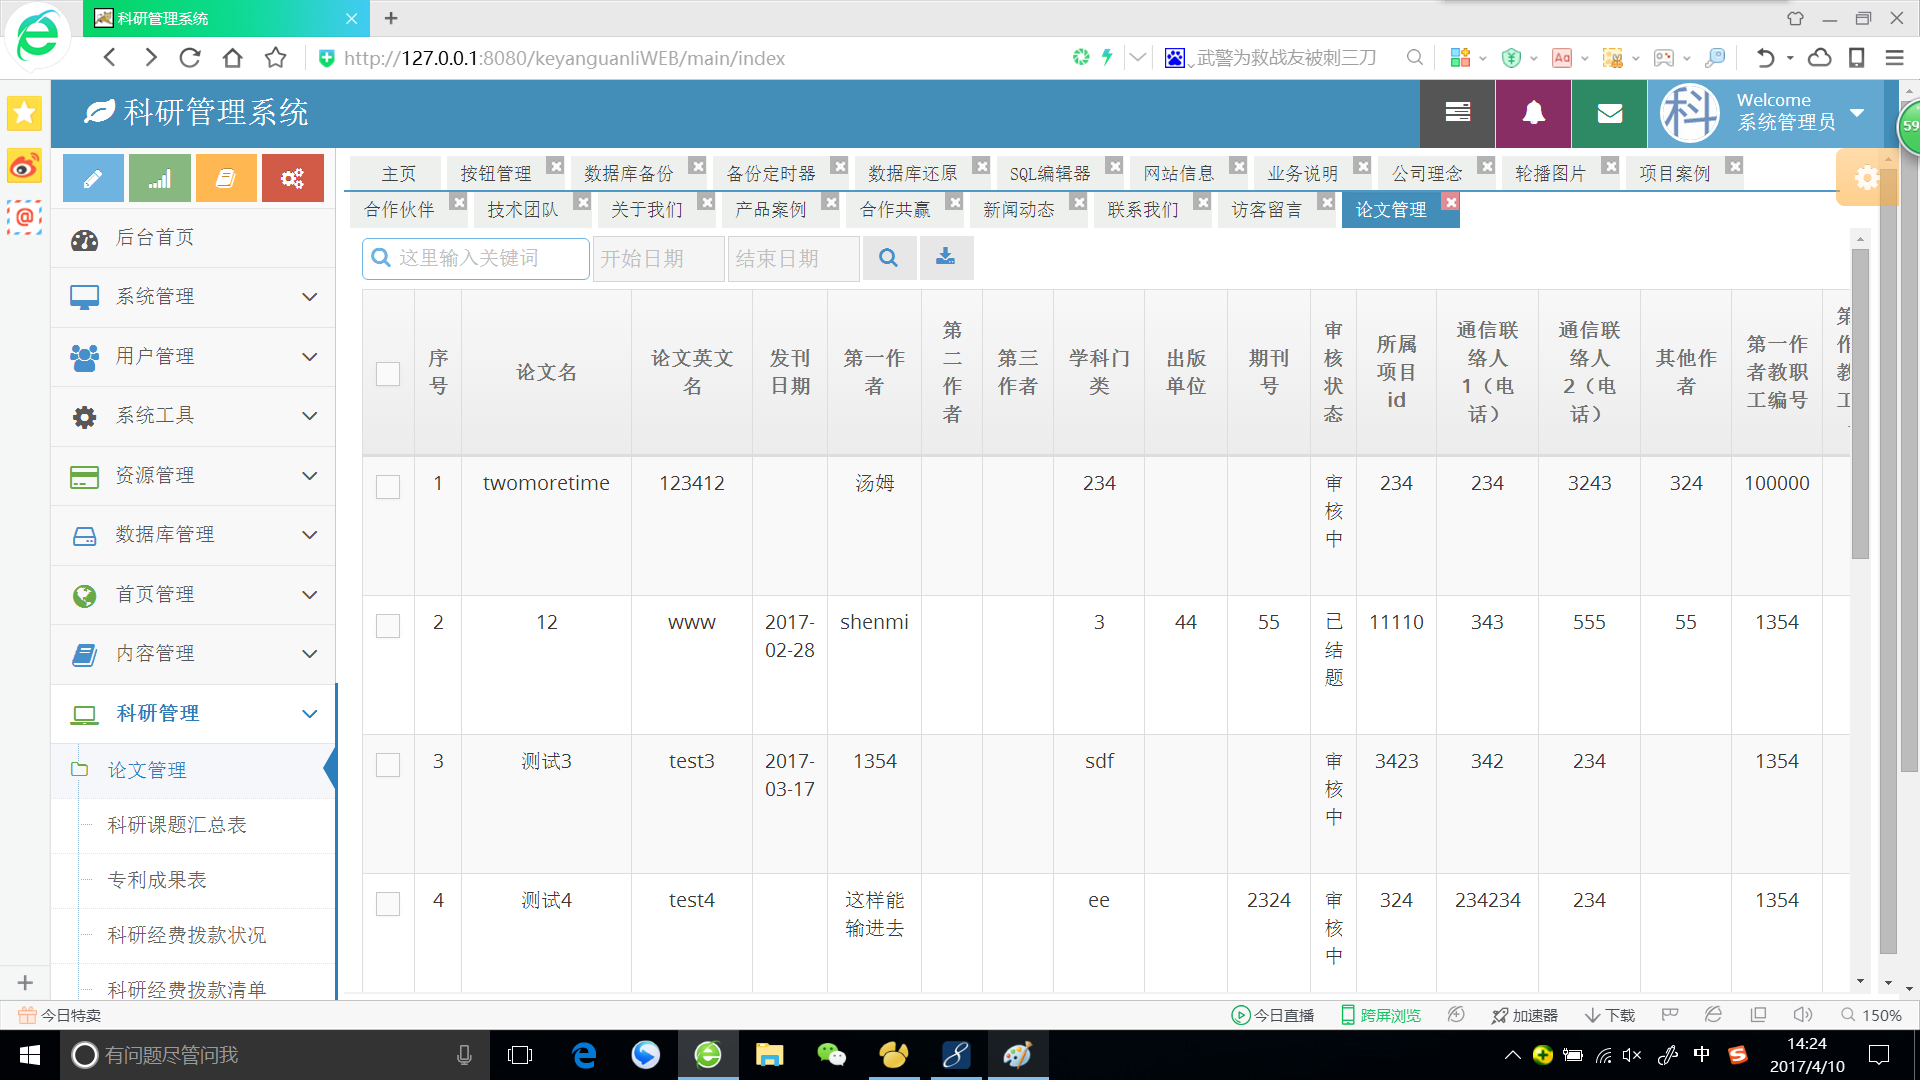 科研管理系统
http://127.0.0.1:8080/keyanguanliWEB/main/index
武警为救战友被刺三刀
科研管理系统
科
Welcome
系统管理员
59
主页 按钮管理 数据库备份 备份定时器 数据库还原 SQL编辑器 网站信息 业务说明 公司理念 轮播图片 项目案例
合作伙伴 技术团队 关于我们 产品案例 合作共赢 新闻动态 联系我们 访客留言 论文管理
后台首页
系统管理
用户管理
系统工具
资源管理
数据库管理
首页管理
内容管理
科研管理
论文管理
科研课题汇总表
专利成果表
科研经费拨款状况
科研经费拨款清单
这里输入关键词 开始日期 结束日期
序号 论文名 论文英文名 发刊日期 第一作者 第二作者 第三作者 学科门类 出版单位 期刊号 审核状态 所属项目id 通信联络人1（电话） 通信联络人2（电话） 其他作者 第一作者教职工编号
1 twomoretime 123412 汤姆 234 审核中 234 234 3243 324 100000
2 12 www 2017-02-28 shenmi 3 44 55 已结题 11110 343 555 55 1354
3 测试3 test3 2017-03-17 1354 sdf 审核中 3423 342 234 1354
4 测试4 test4 这样能输进去 ee 2324 审核中 324 234234 234 1354
今日特卖
今日直播 跨屏浏览 加速器 下载 150%
有问题尽管问我
中
14:24
2017/4/10